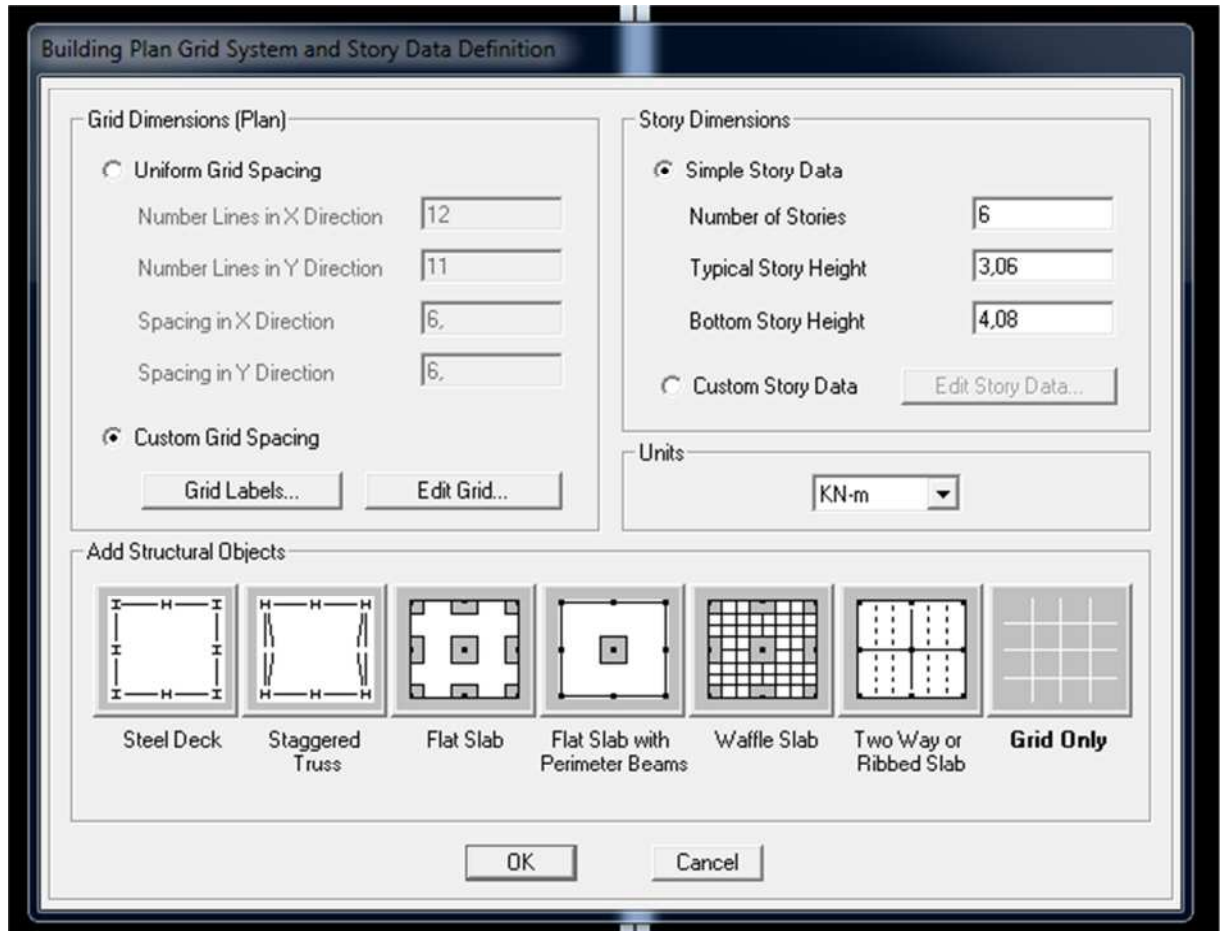 Building Plan Grid System and Story Data Definition
Grid Dimensions (Plan)
Uniform Grid Spacing
Number Lines in X Direction 12
Number Lines in Y Direction 11
Spacing in X Direction 6,
Spacing in Y Direction 6,
Custom Grid Spacing
Grid Labels... Edit Grid...
Story Dimensions
Simple Story Data
Number of Stories 6
Typical Story Height 3,06
Bottom Story Height 4,08
Custom Story Data Edit Story Data...
Units
KN-m
Add Structural Objects
Steel Deck
Staggered
Truss
Flat Slab
Flat Slab with
Perimeter Beams
Waffle Slab
Two Way or
Ribbed Slab
Grid Only
OK Cancel